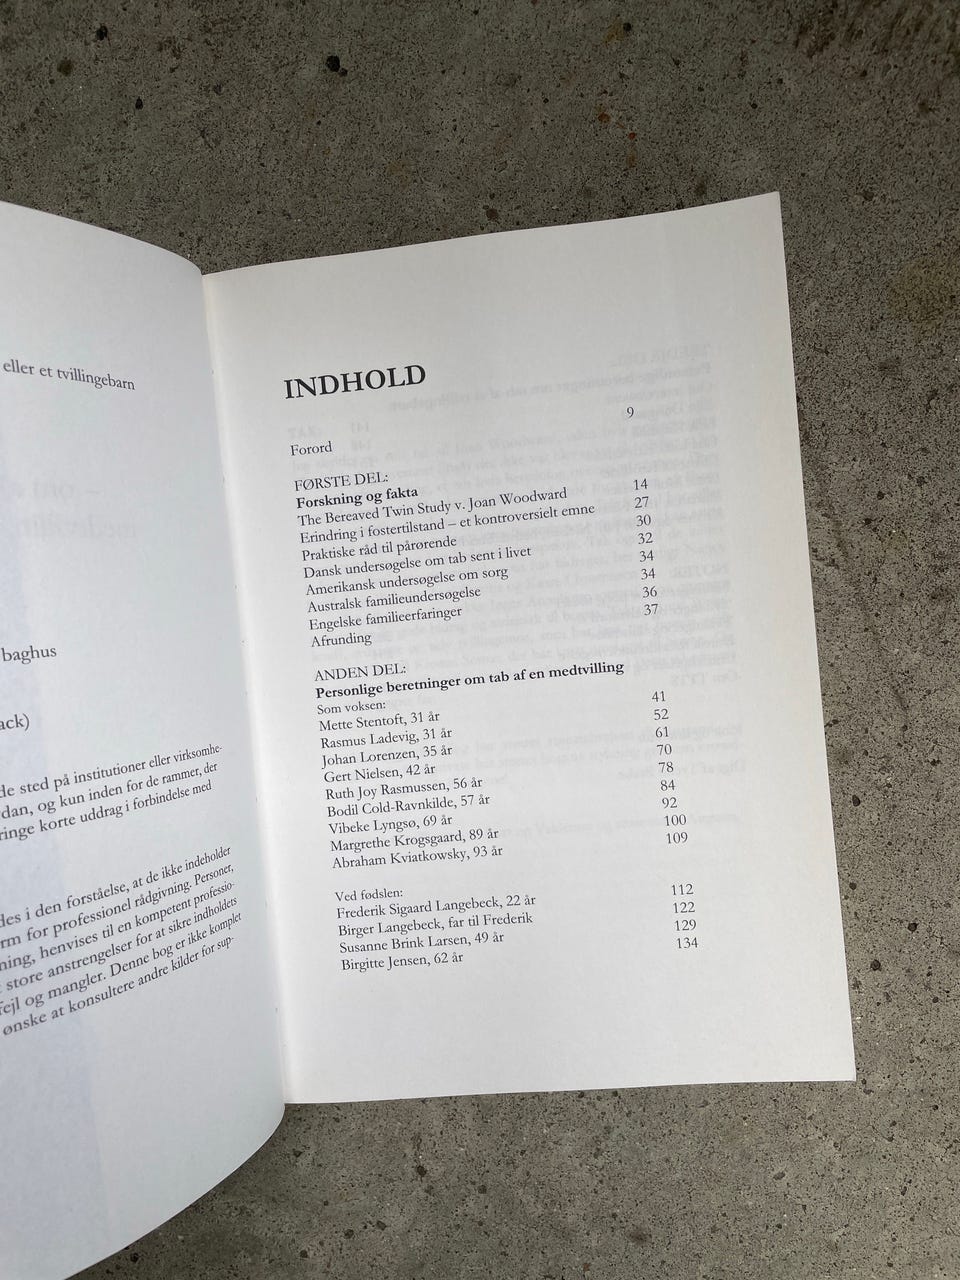 eller et tvillingebarn
baghus
ack)
de sted på institutioner eller virksomhe-
dan, og kun inden for de rammer, der
ringe korte uddrag i forbindelse med
des i den forståelse, at de ikke indeholder
rm for professionel rådgivning. Personer,
ning, henvises til en kompetent professio-
store anstrengelser for at sikre indholdets
fejl og mangler. Denne bog er ikke komplet
ønske at konsultere andre kilder for sup-
INDHOLD
Forord 9
FØRSTE DEL:
Forskning og fakta
The Bereaved Twin Study v. Joan Woodward 14
Erindring i fostertilstand – et kontroversielt emne 27
Praktiske råd til pårørende 30
Dansk undersøgelse om tab sent i livet 32
Amerikansk undersøgelse om sorg 34
Australsk familieundersøgelse 34
Engelske familieerfaringer 36
Afrunding 37
ANDEN DEL:
Personlige beretninger om tab af en medtvilling
Som voksen:
Mette Stentoft, 31 år 41
Rasmus Ladevig, 31 år 52
Johan Lorenzen, 35 år 61
Gert Nielsen, 42 år 70
Ruth Joy Rasmussen, 56 år 78
Bodil Cold-Ravnkilde, 57 år 84
Vibeke Lyngsø, 69 år 92
Margrethe Krogsgaard, 89 år 100
Abraham Kviatkowsky, 93 år 109
Ved fødslen:
Frederik Sigaard Langebeck, 22 år 112
Birger Langebeck, far til Frederik 122
Susanne Brink Larsen, 49 år 129
Birgitte Jensen, 62 år 134